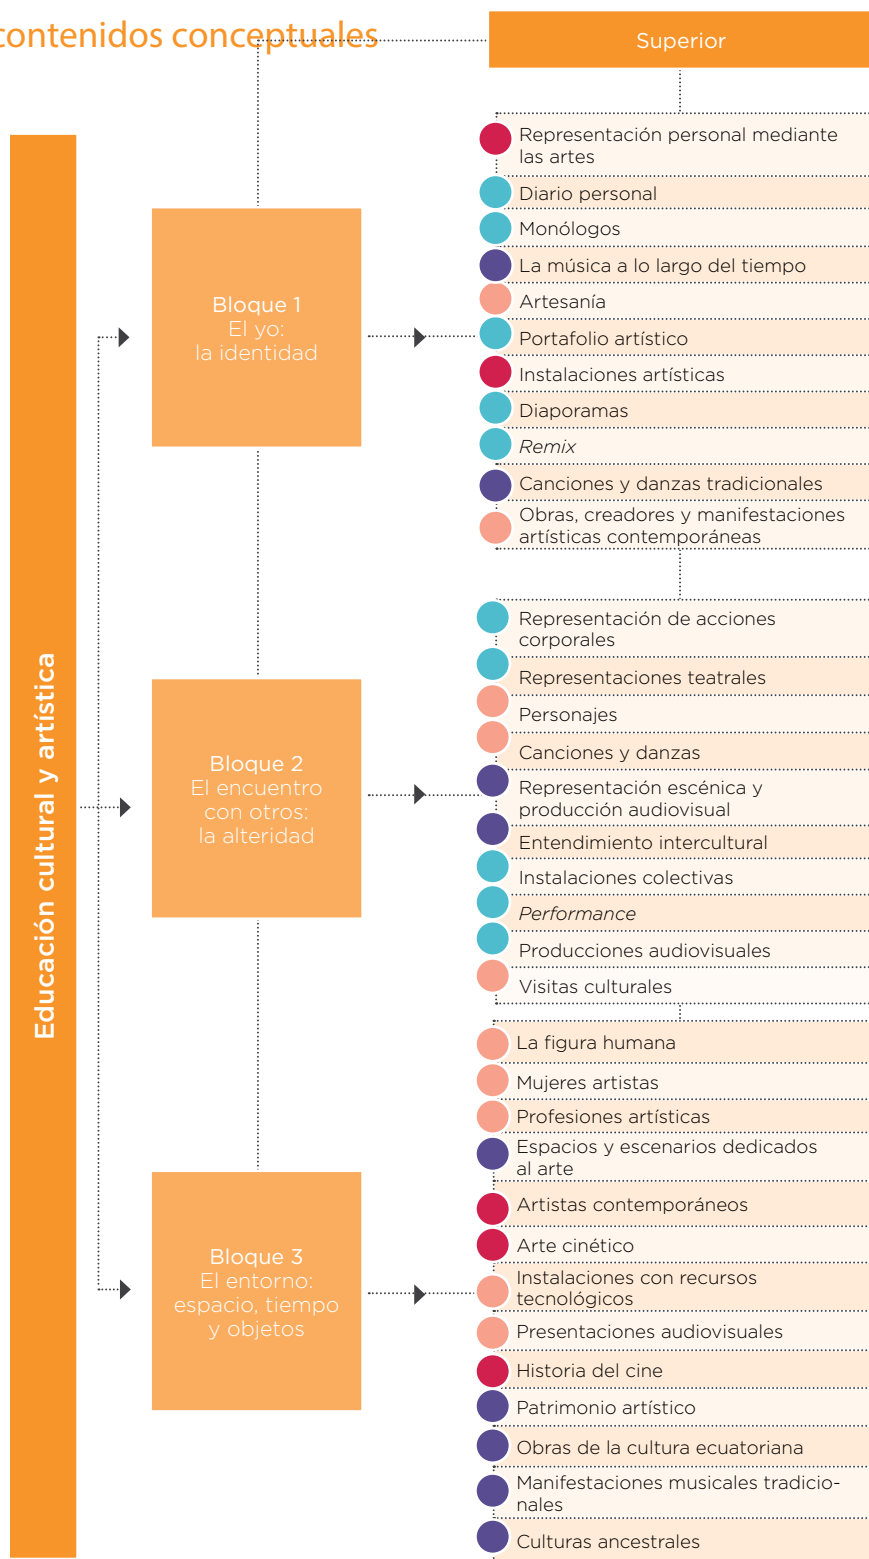 contenidos conceptuales
Superior
Educación cultural y artística
Bloque 1
El yo:
la identidad
Representación personal mediante
las artes
Diario personal
Monólogos
La música a lo largo del tiempo
Artesanía
Portafolio artístico
Instalaciones artísticas
Diaporamas
Remix
Canciones y danzas tradicionales
Obras, creadores y manifestaciones
artísticas contemporáneas
Bloque 2
El encuentro
con otros:
la alteridad
Representación de acciones
corporales
Representaciones teatrales
Personajes
Canciones y danzas
Representación escénica y
producción audiovisual
Entendimiento intercultural
Instalaciones colectivas
Performance
Producciones audiovisuales
Visitas culturales
Bloque 3
El entorno:
espacio, tiempo
y objetos
La figura humana
Mujeres artistas
Profesiones artísticas
Espacios y escenarios dedicados
al arte
Artistas contemporáneos
Arte cinético
Instalaciones con recursos
tecnológicos
Presentaciones audiovisuales
Historia del cine
Patrimonio artístico
Obras de la cultura ecuatoriana
Manifestaciones musicales tradicio-
nales
Culturas ancestrales